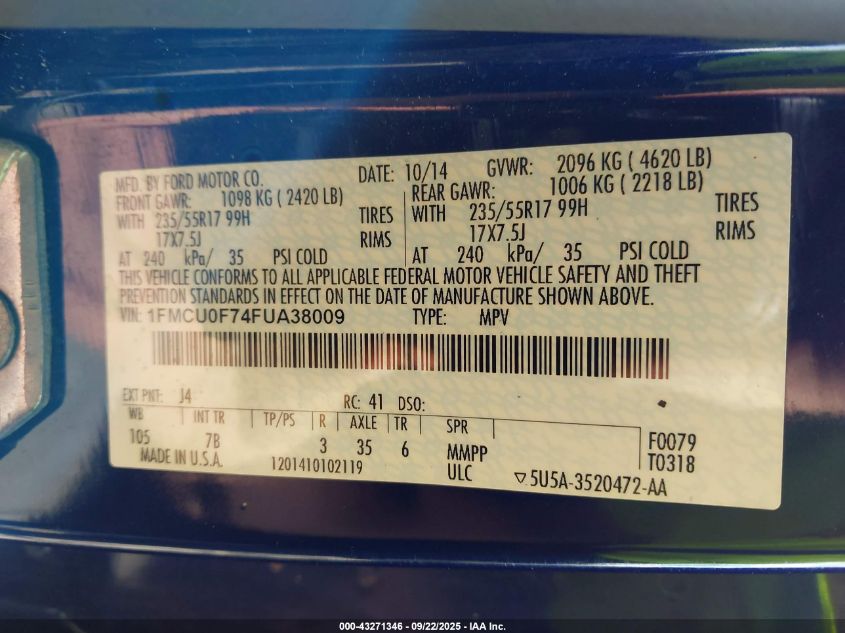 MFD. BY FORD MOTOR CO. DATE: 10/14 GVWR: 2096 KG ( 4620 LB)
FRONT GAWR: 1098 KG ( 2420 LB) REAR GAWR: 1006 KG ( 2218 LB)
WITH 235/55R17 99H TIRES WITH 235/55R17 99H TIRES
17X7.5J RIMS 17X7.5J RIMS
AT 240 kPa/ 35 PSI COLD AT 240 kPa/ 35 PSI COLD
THIS VEHICLE CONFORMS TO ALL APPLICABLE FEDERAL MOTOR VEHICLE SAFETY AND THEFT
PREVENTION STANDARDS IN EFFECT ON THE DATE OF MANUFACTURE SHOWN ABOVE.
VIN: 1FMCU0F74FUA38009 TYPE: MPV
EXT PNT: J4 RC: 41 DSO:
WB INT TR TP/PS R AXLE TR SPR
105 7B 3 35 6 MMPP F0079
MADE IN U.S.A. 1201410102119 ULC T0318
▽5U5A-3520472-AA
000-43271346 - 09/22/2025 - IAA Inc.